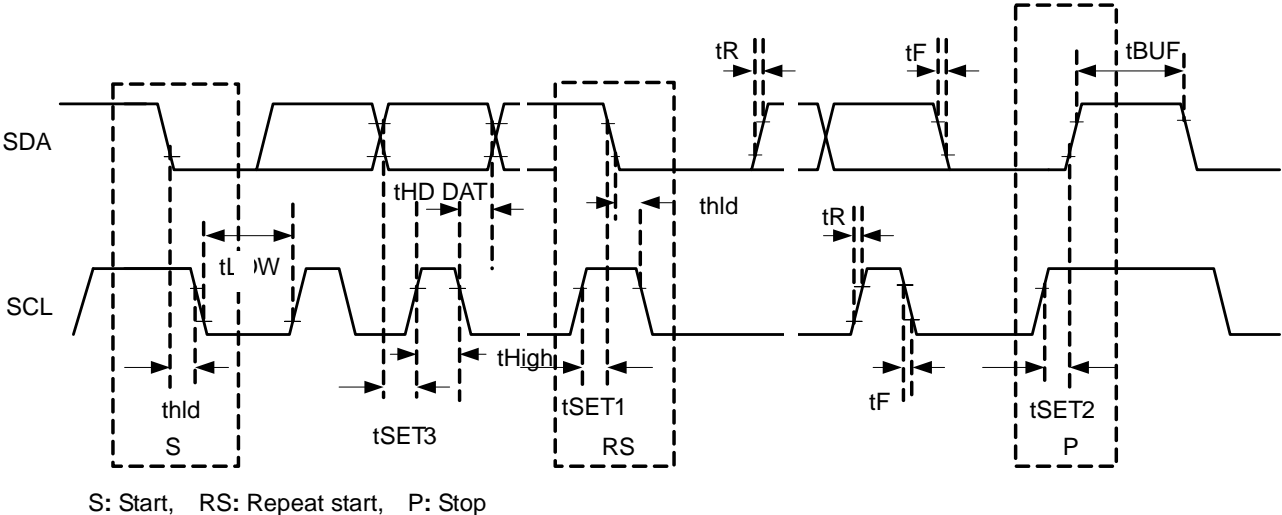 tR
tF
tBUF
SDA
tHD DAT
thld
tR
SCL
tHigh
thld
tSET3
tSET1
tF
tSET2
S
RS
P
S: Start, RS: Repeat start, P: Stop